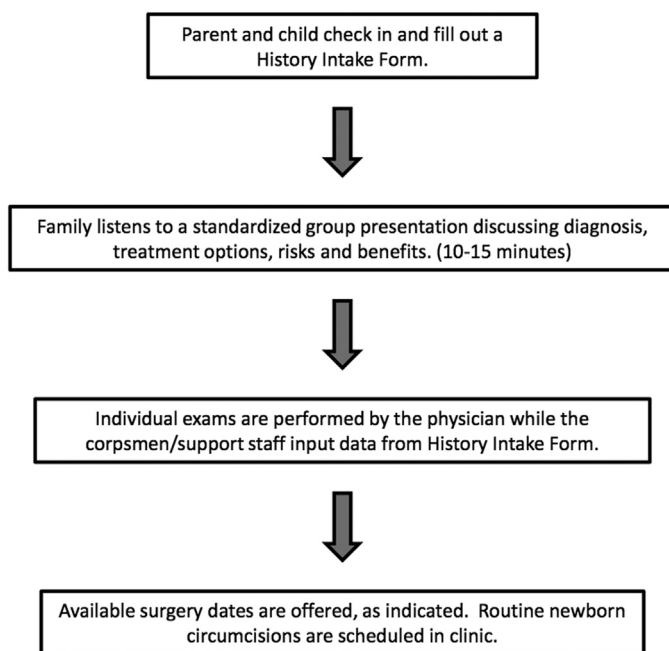 Parent and child check in and fill out a
History Intake Form.
Family listens to a standardized group presentation discussing diagnosis,
treatment options, risks and benefits. (10-15 minutes)
Individual exams are performed by the physician while the
corpsmen/support staff input data from History Intake Form.
Available surgery dates are offered, as indicated.  Routine newborn
circumcisions are scheduled in clinic.